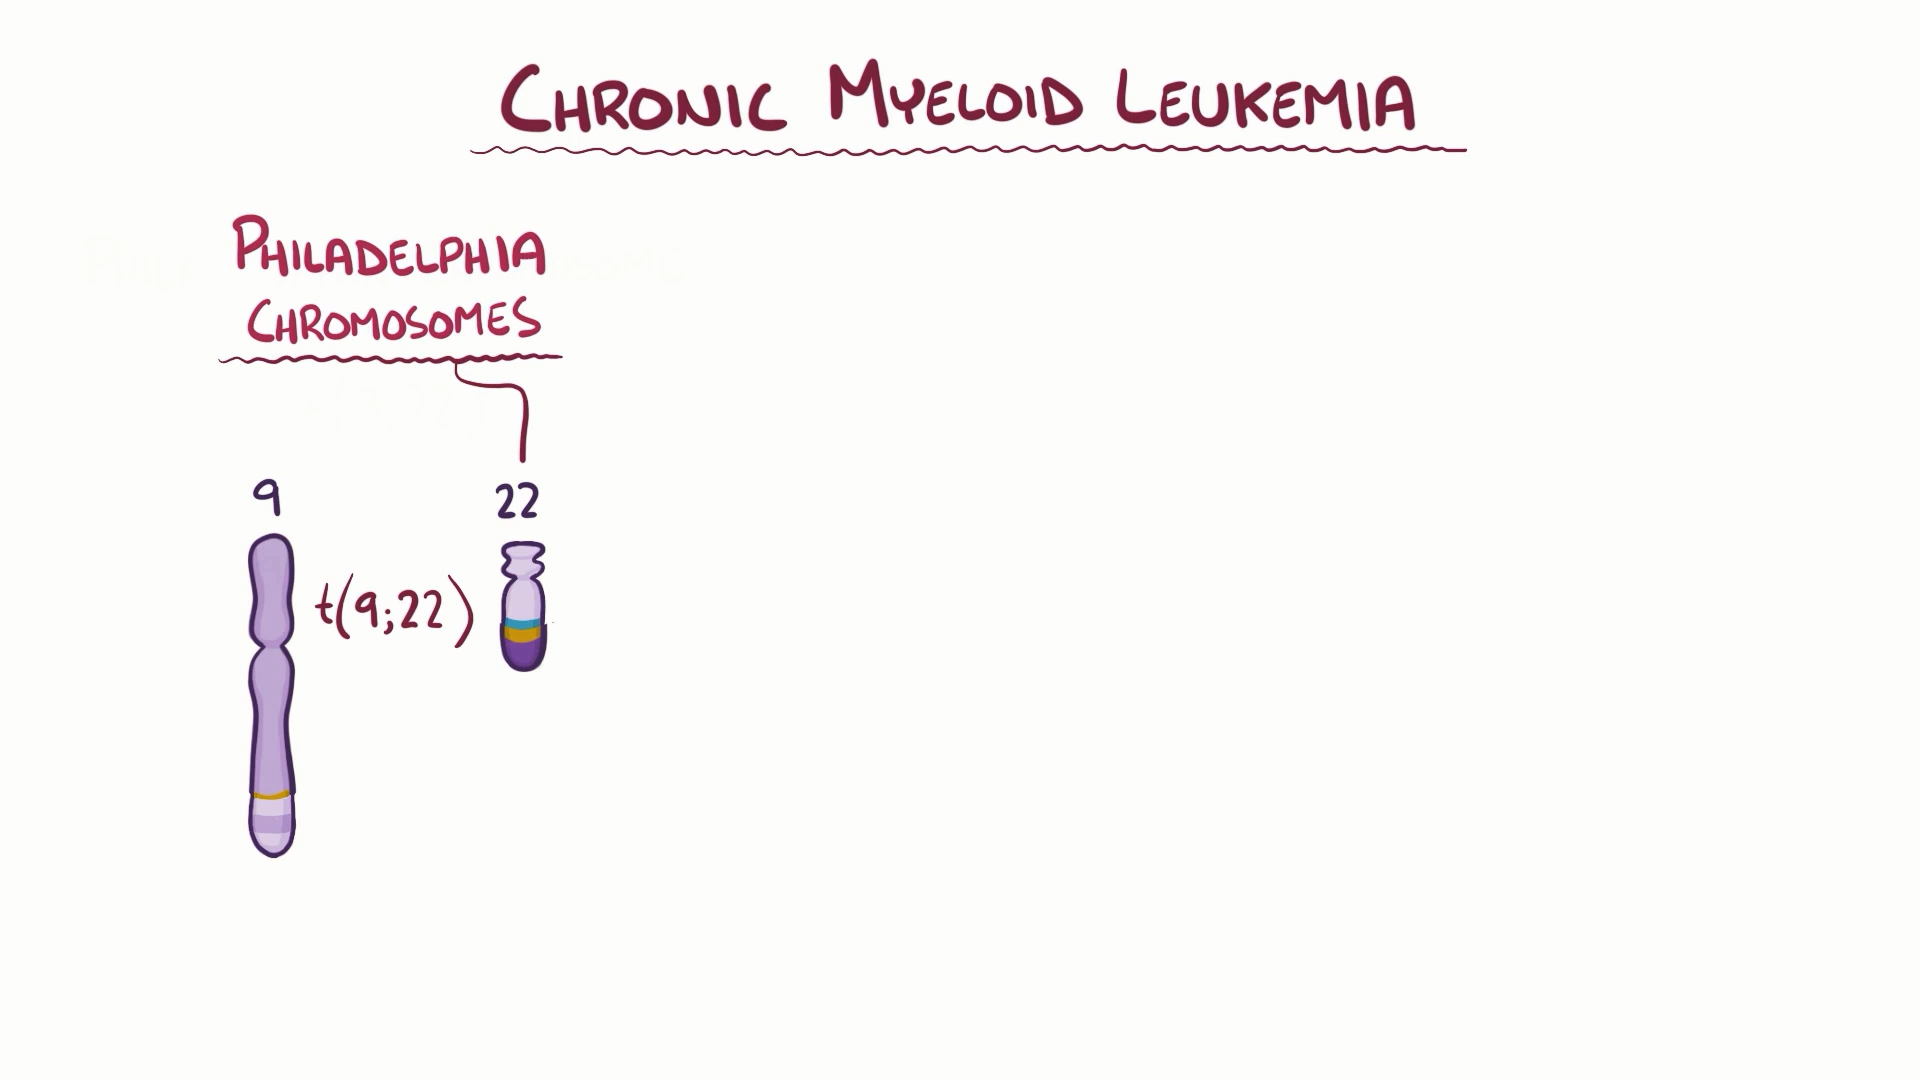 CHRONIC MYELOID LEUKEMIA
PHILADELPHIA
CHROMOSOMES
9
22
t(9;22)